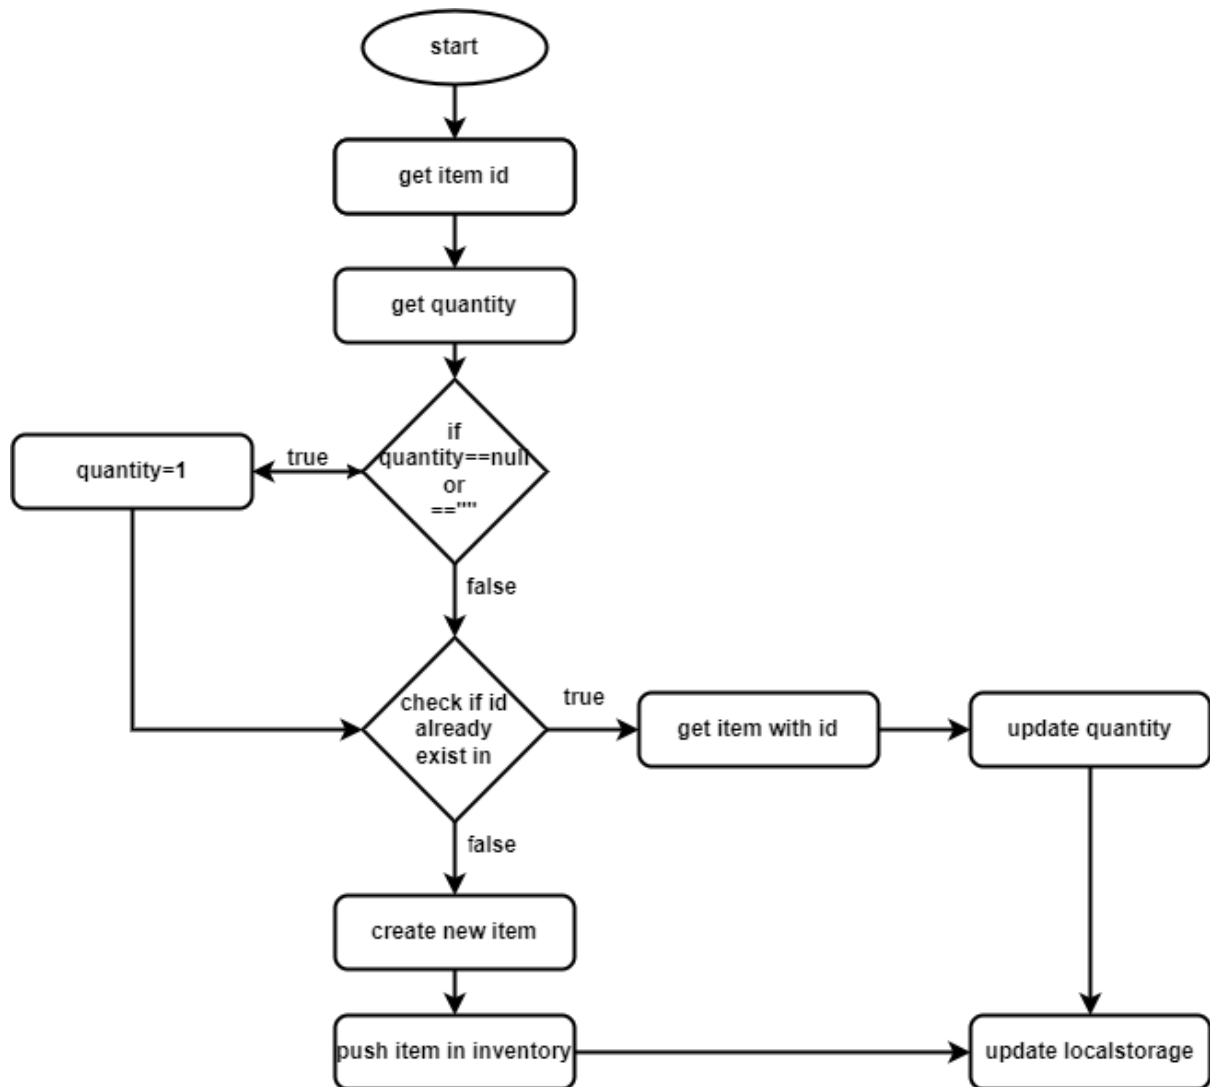 start
get item id
get quantity
if
quantity==null
or
==""
true
quantity=1
false
check if id
already
exist in
true
get item with id
update quantity
false
create new item
push item in inventory
update localstorage